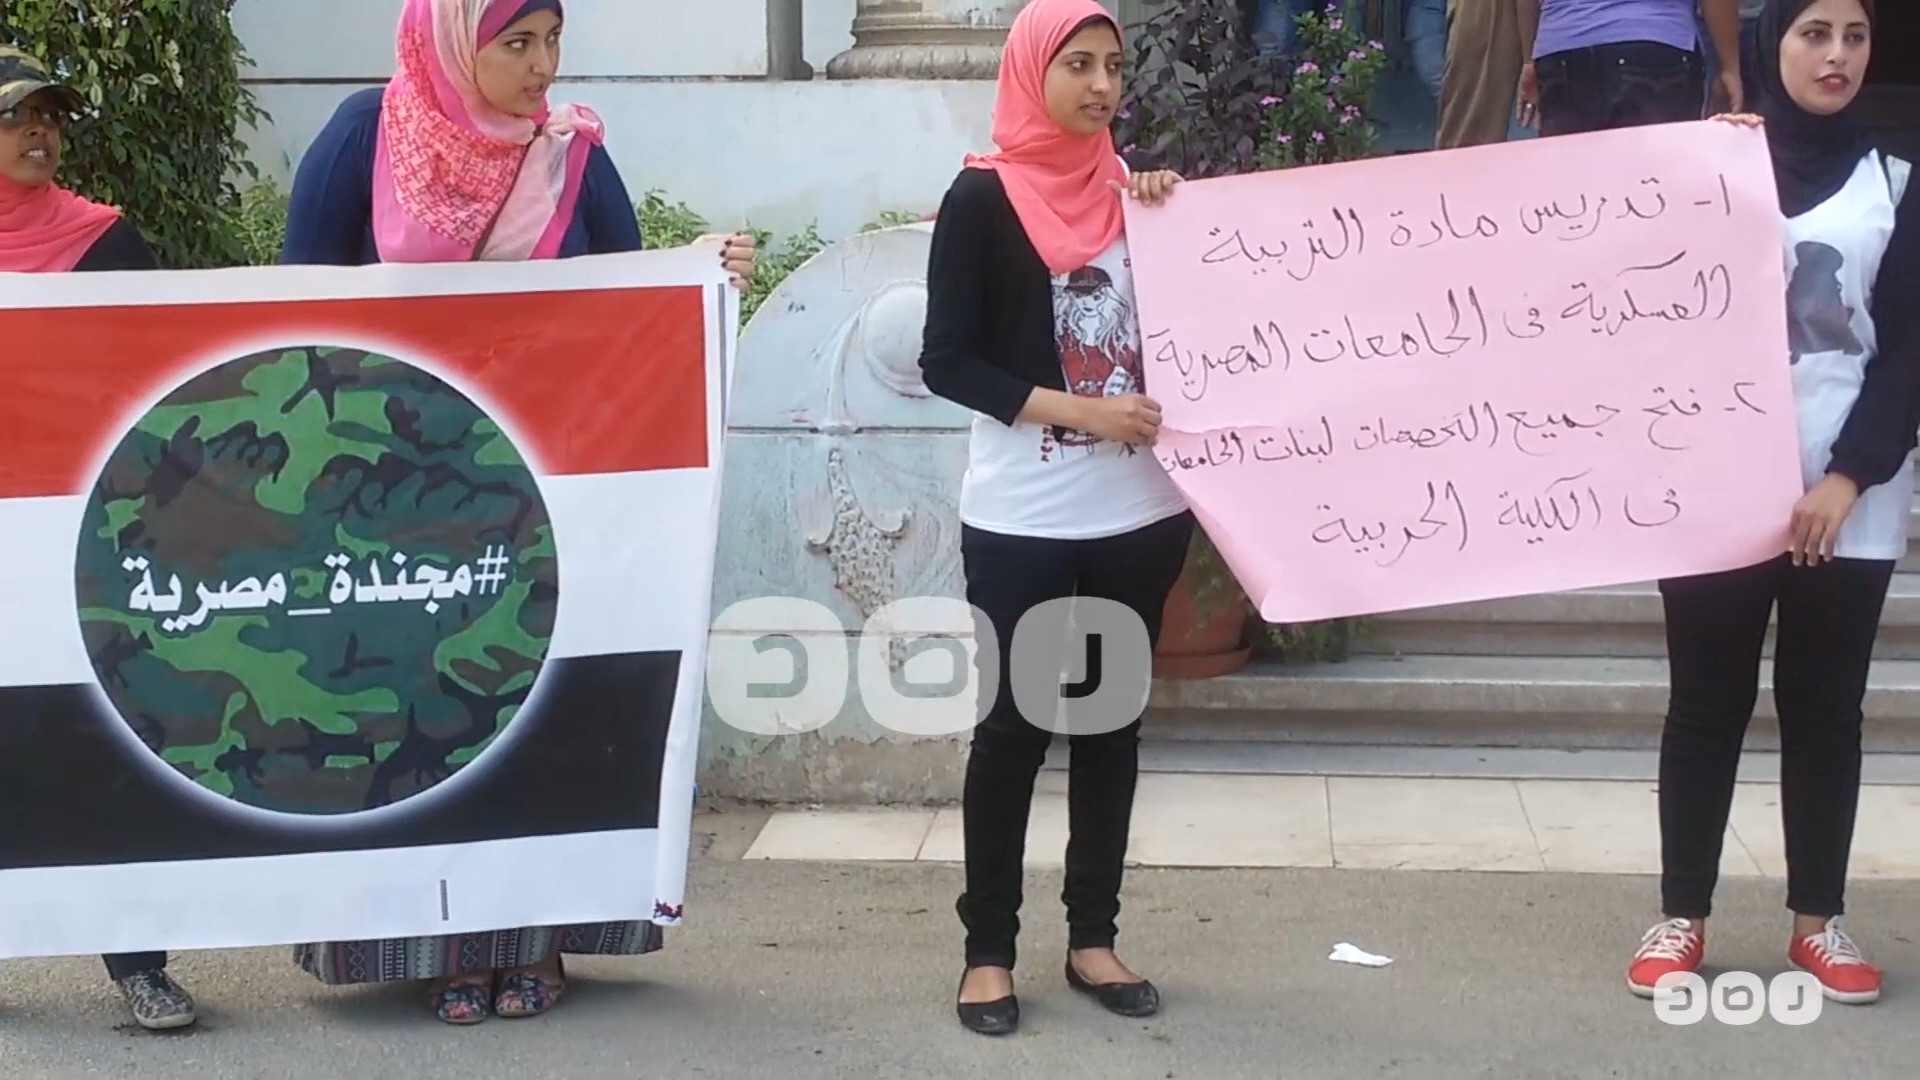 #مجندة_مصرية
١- تدريس مادة التربية
العسكرية فى الجامعات المصرية
٢- فتح جميع التخصصات لبنات الجامعات
فى الكلية الحربية
رصد
رصد